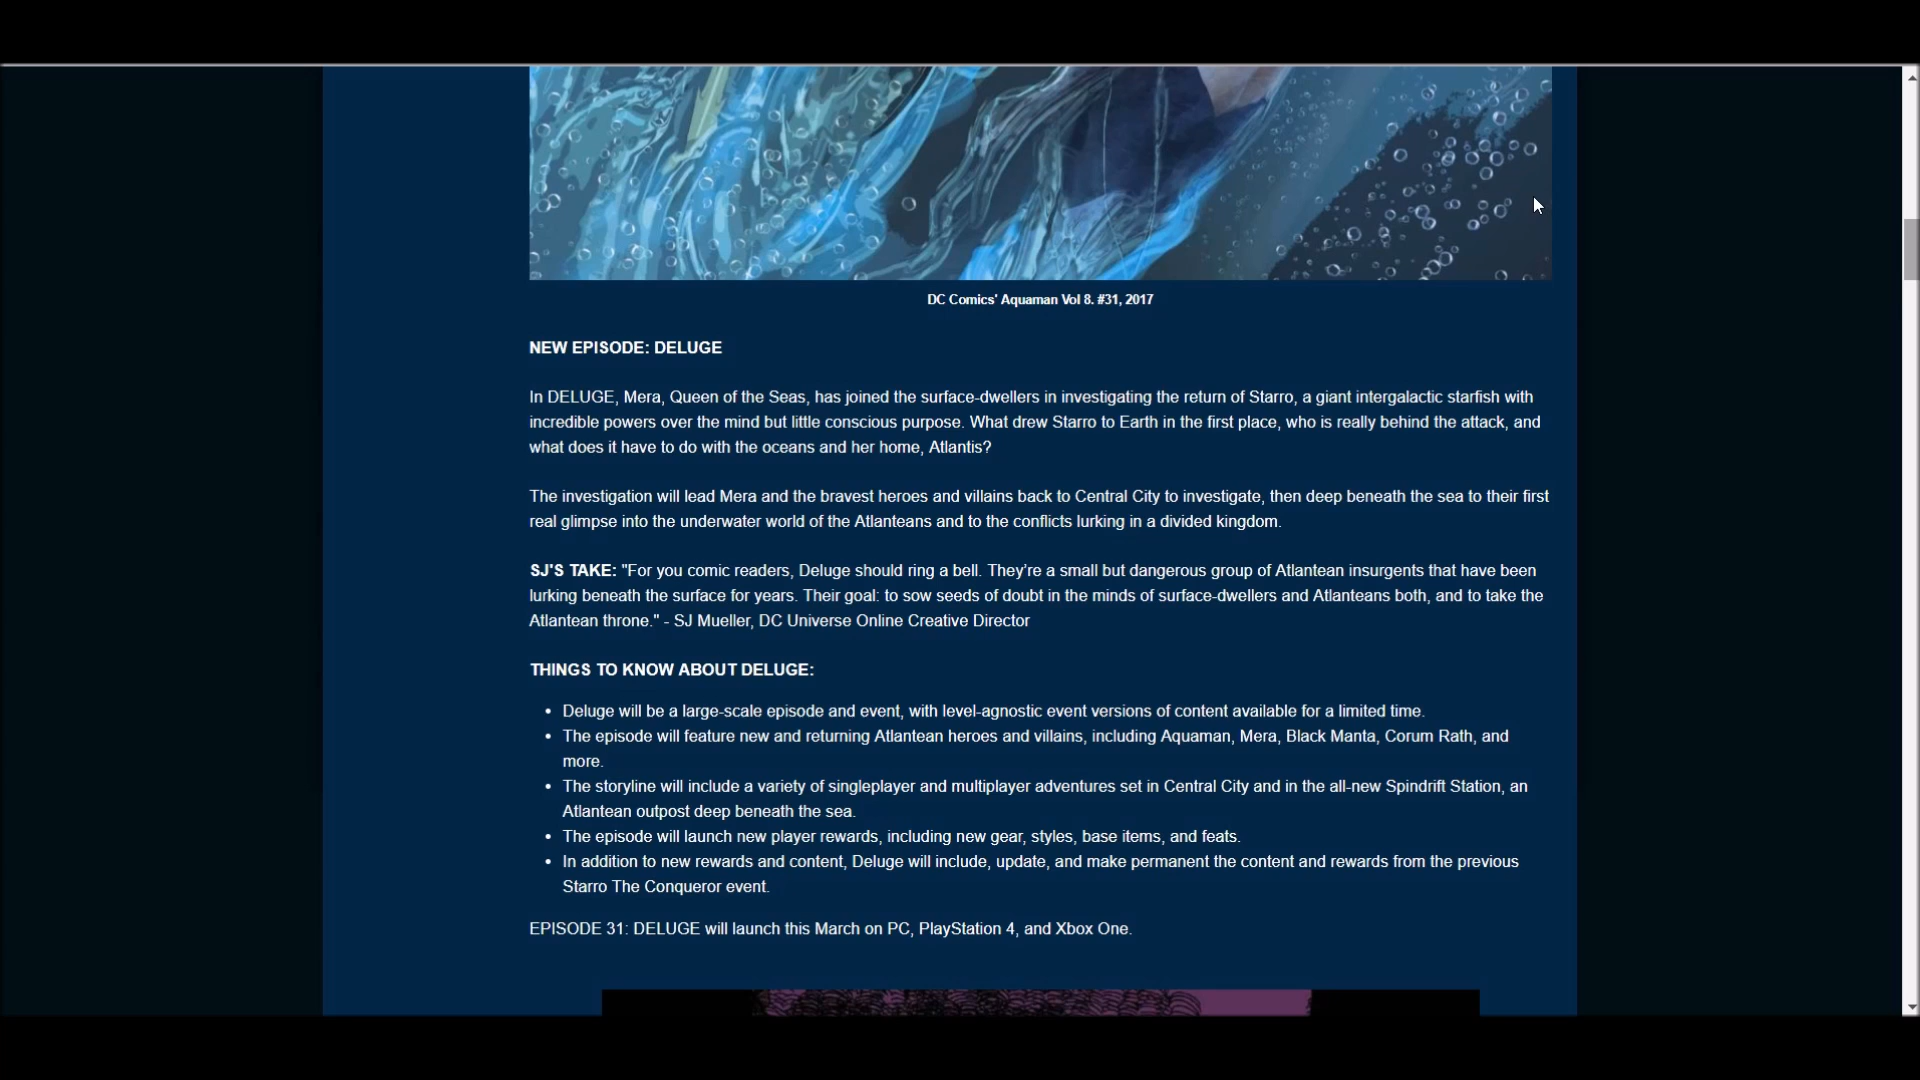 DC Comics' Aquaman Vol 8. #31, 2017
NEW EPISODE: DELUGE
In DELUGE, Mera, Queen of the Seas, has joined the surface-dwellers in investigating the return of Starro, a giant intergalactic starfish with
incredible powers over the mind but little conscious purpose. What drew Starro to Earth in the first place, who is really behind the attack, and
what does it have to do with the oceans and her home, Atlantis?
The investigation will lead Mera and the bravest heroes and villains back to Central City to investigate, then deep beneath the sea to their first
real glimpse into the underwater world of the Atlanteans and to the conflicts lurking in a divided kingdom.
SJ'S TAKE: "For you comic readers, Deluge should ring a bell. They're a small but dangerous group of Atlantean insurgents that have been
lurking beneath the surface for years. Their goal: to sow seeds of doubt in the minds of surface-dwellers and Atlanteans both, and to take the
Atlantean throne." - SJ Mueller, DC Universe Online Creative Director
THINGS TO KNOW ABOUT DELUGE:
• Deluge will be a large-scale episode and event, with level-agnostic event versions of content available for a limited time.
• The episode will feature new and returning Atlantean heroes and villains, including Aquaman, Mera, Black Manta, Corum Rath, and
more.
• The storyline will include a variety of singleplayer and multiplayer adventures set in Central City and in the all-new Spindrift Station, an
Atlantean outpost deep beneath the sea.
• The episode will launch new player rewards, including new gear, styles, base items, and feats.
• In addition to new rewards and content, Deluge will include, update, and make permanent the content and rewards from the previous
Starro The Conqueror event.
EPISODE 31: DELUGE will launch this March on PC, PlayStation 4, and Xbox One.